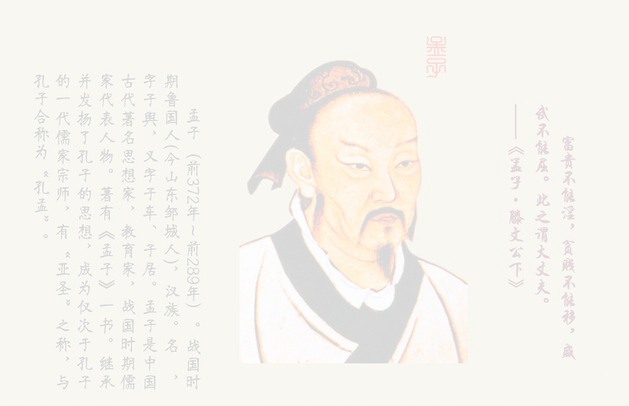 富贵不能淫，贫贱不能移，威
武不能屈。此之谓大丈夫。
——《孟子·滕文公下》
孟子
孟子（前372年～前289年）。战国时
期鲁国人(今山东邹城人)，汉族。名 ，
字子舆，又字子车、子居。孟子是中国
古代著名思想家，教育家，战国时期儒
家代表人物。著有《孟子》一书。继承
并发扬了孔子的思想，成为仅次于孔子
的一代儒家宗师，有“亚圣”之称，与
孔子合称为“孔孟”。